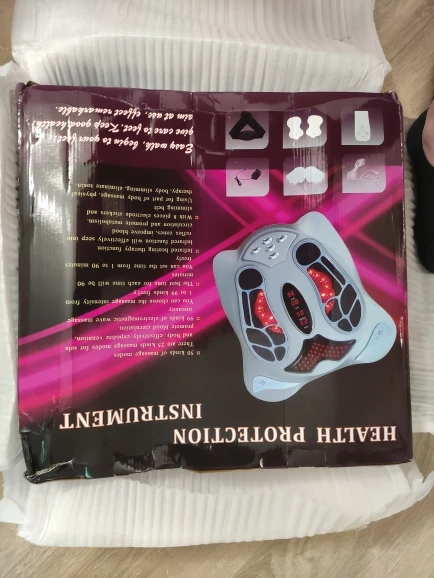 HEALTH PROTECTION
INSTRUMENT
50 kinds of massage modes
There are 25 kinds massage modes for sole
and body, effectively expedite venation,
promote blood circulation.
99 kinds of electromagnetic wave massage
instantly
You can choose the massage intensity from
1 to 99 kinds freely
The but time for each time will be 90
minutes
You can set the time from 1 to 90 minutes
freely
Infrared heating therapy function
Infrared function will effectively seep into
reflex zones, improve blood
circulation and promote metabolism.
With 8 pieces electrode stickers and
slimming belt
Using for part of body massage, physical
therapy, body slimming, eliminate toxin.
Easy walk, begin to your feet!
give care to feet, Keep good health!
aim at use, effect remarkable.